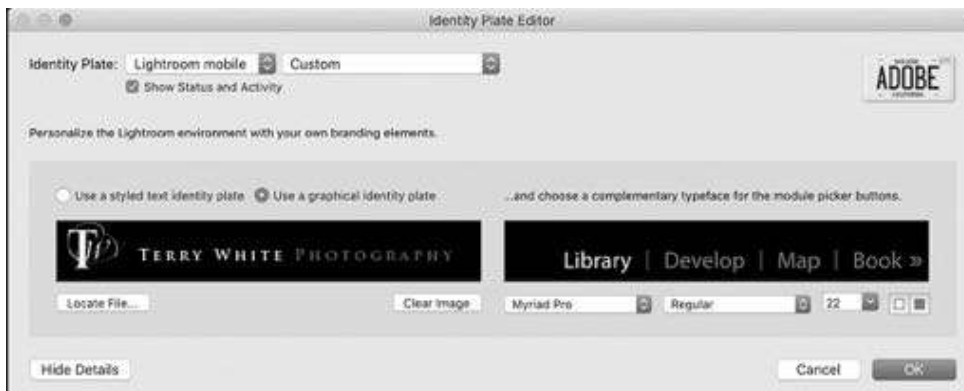 Identity Plate Editor
Identity Plate: Lightroom mobile Custom
Show Status and Activity
ADOBE
Personalize the Lightroom environment with your own branding elements.
Use a styled text identity plate Use a graphical identity plate ...and choose a complementary typeface for the module picker buttons.
TW TERRY WHITE PHOTOGRAPHY Library | Develop | Map | Book »
Locate File... Clear Image Myriad Pro Regular 22
Hide Details Cancel OK